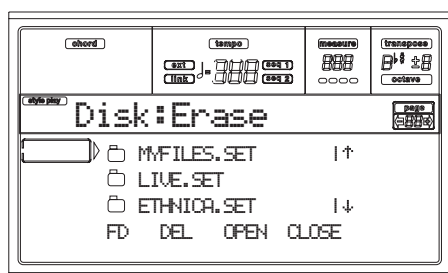 chord tempo measure transpose
ext seq 1
link seq 2
octave
style play page
Disk:Erase
MYFILES.SET
LIVE.SET
ETHNICA.SET
FD DEL OPEN CLOSE